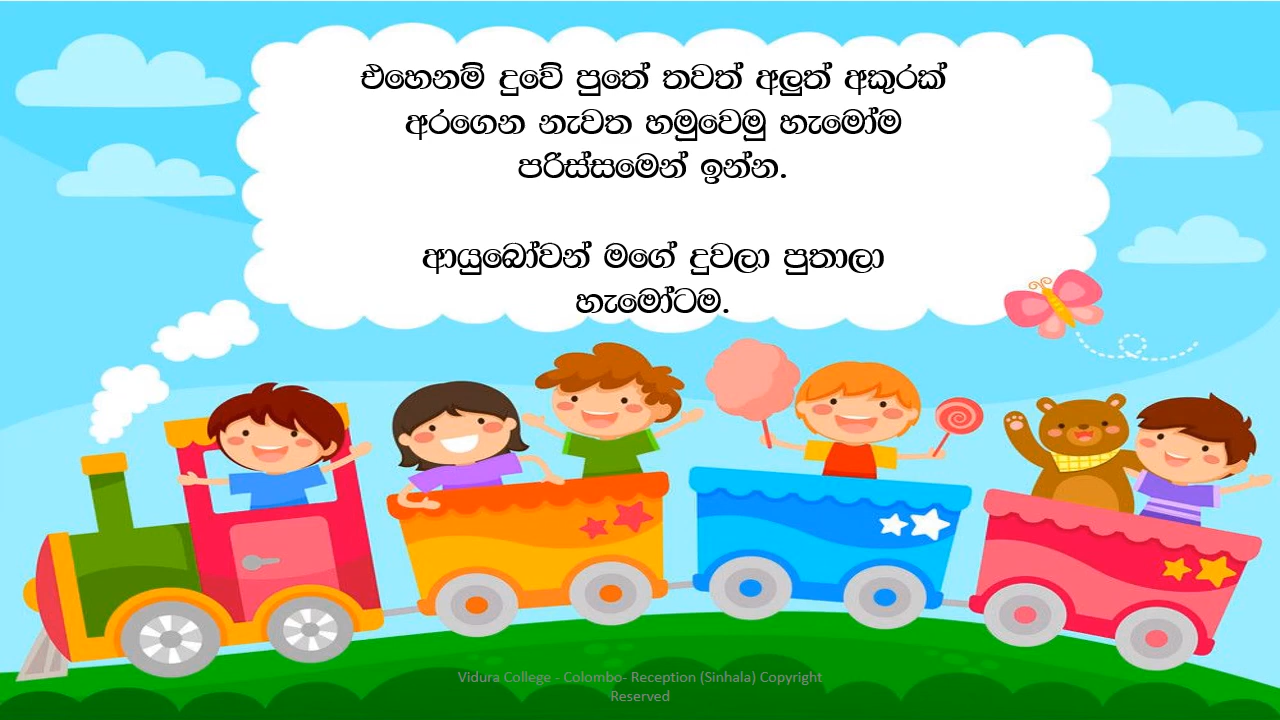 එහෙනම් දුවේ පුතේ තවත් අලුත් අකුරක්
අරගෙන නැවත හමුවෙමු හැමෝම
පරිස්සමෙන් ඉන්න.
ආයුබෝවන් මගේ දුවලා පුතාලා
හැමෝටම.
Vidura College - Colombo- Reception (Sinhala) Copyright
Reserved